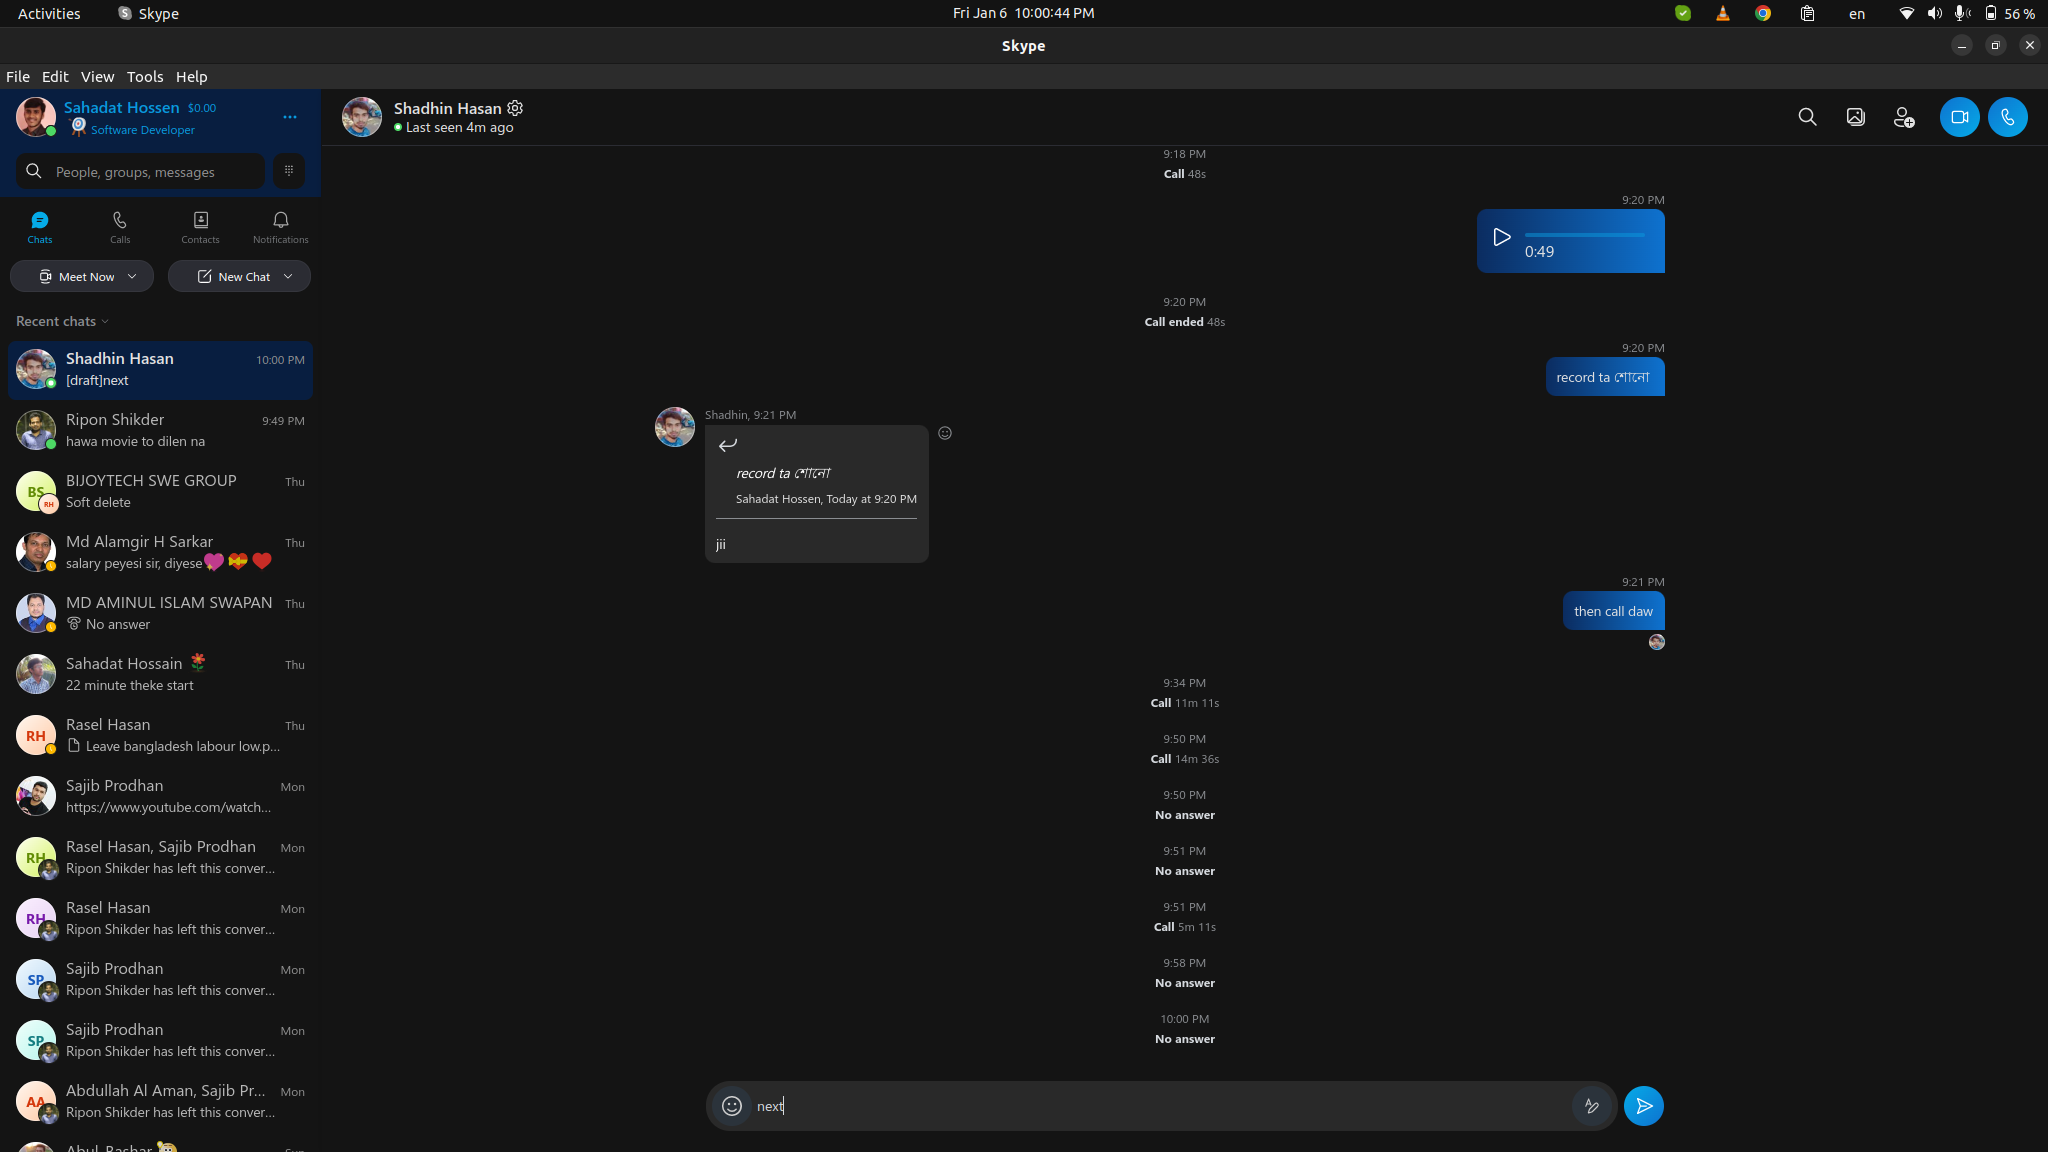 Activities
Skype
Fri Jan 6 10:00:44 PM
en
56 %
Skype
File Edit View Tools Help
Sahadat Hossen $0.00
Software Developer
People, groups, messages
Chats
Calls
Contacts
Notifications
Meet Now
New Chat
Recent chats
Shadhin Hasan 10:00 PM
[draft]next
Ripon Shikder 9:49 PM
hawa movie to dilen na
BS
RH
BIJOYTECH SWE GROUP Thu
Soft delete
Md Alamgir H Sarkar Thu
salary peyesi sir, diyese
MD AMINUL ISLAM SWAPAN Thu
No answer
Sahadat Hossain Thu
22 minute theke start
RH
Rasel Hasan Thu
Leave bangladesh labour low.p...
Sajib Prodhan Mon
https://www.youtube.com/watch...
RH
Rasel Hasan, Sajib Prodhan Mon
Ripon Shikder has left this conver...
RH
Rasel Hasan Mon
Ripon Shikder has left this conver...
SP
Sajib Prodhan Mon
Ripon Shikder has left this conver...
SP
Sajib Prodhan Mon
Ripon Shikder has left this conver...
AA
Abdullah Al Aman, Sajib Pr... Mon
Ripon Shikder has left this conver...
Shadhin Hasan
Last seen 4m ago
9:18 PM
Call 48s
9:20 PM
0:49
9:20 PM
Call ended 48s
9:20 PM
record ta শোনো
Shadhin, 9:21 PM
record ta শোনো
Sahadat Hossen, Today at 9:20 PM
jii
9:21 PM
then call daw
9:34 PM
Call 11m 11s
9:50 PM
Call 14m 36s
9:50 PM
No answer
9:51 PM
No answer
9:51 PM
Call 5m 11s
9:58 PM
No answer
10:00 PM
No answer
next